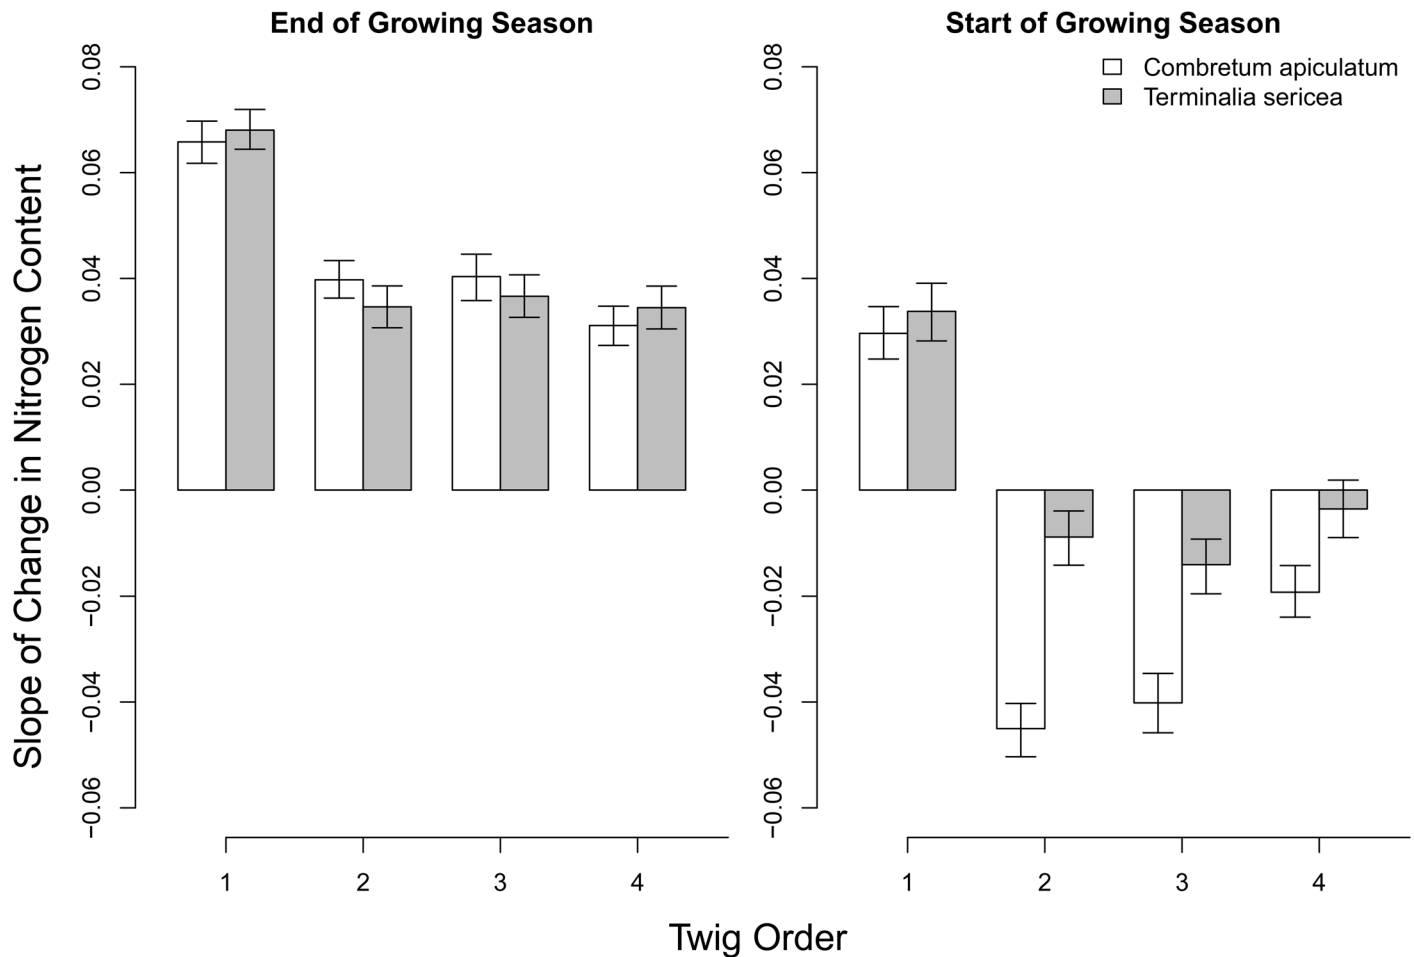 End of Growing Season
Start of Growing Season
Combretum apiculatum
Terminalia sericea
Slope of Change in Nitrogen Content
0.08
0.06
0.04
0.02
0.00
−0.02
−0.04
−0.06
0.08
0.06
0.04
0.02
0.00
−0.02
−0.04
−0.06
1 2 3 4
1 2 3 4
Twig Order